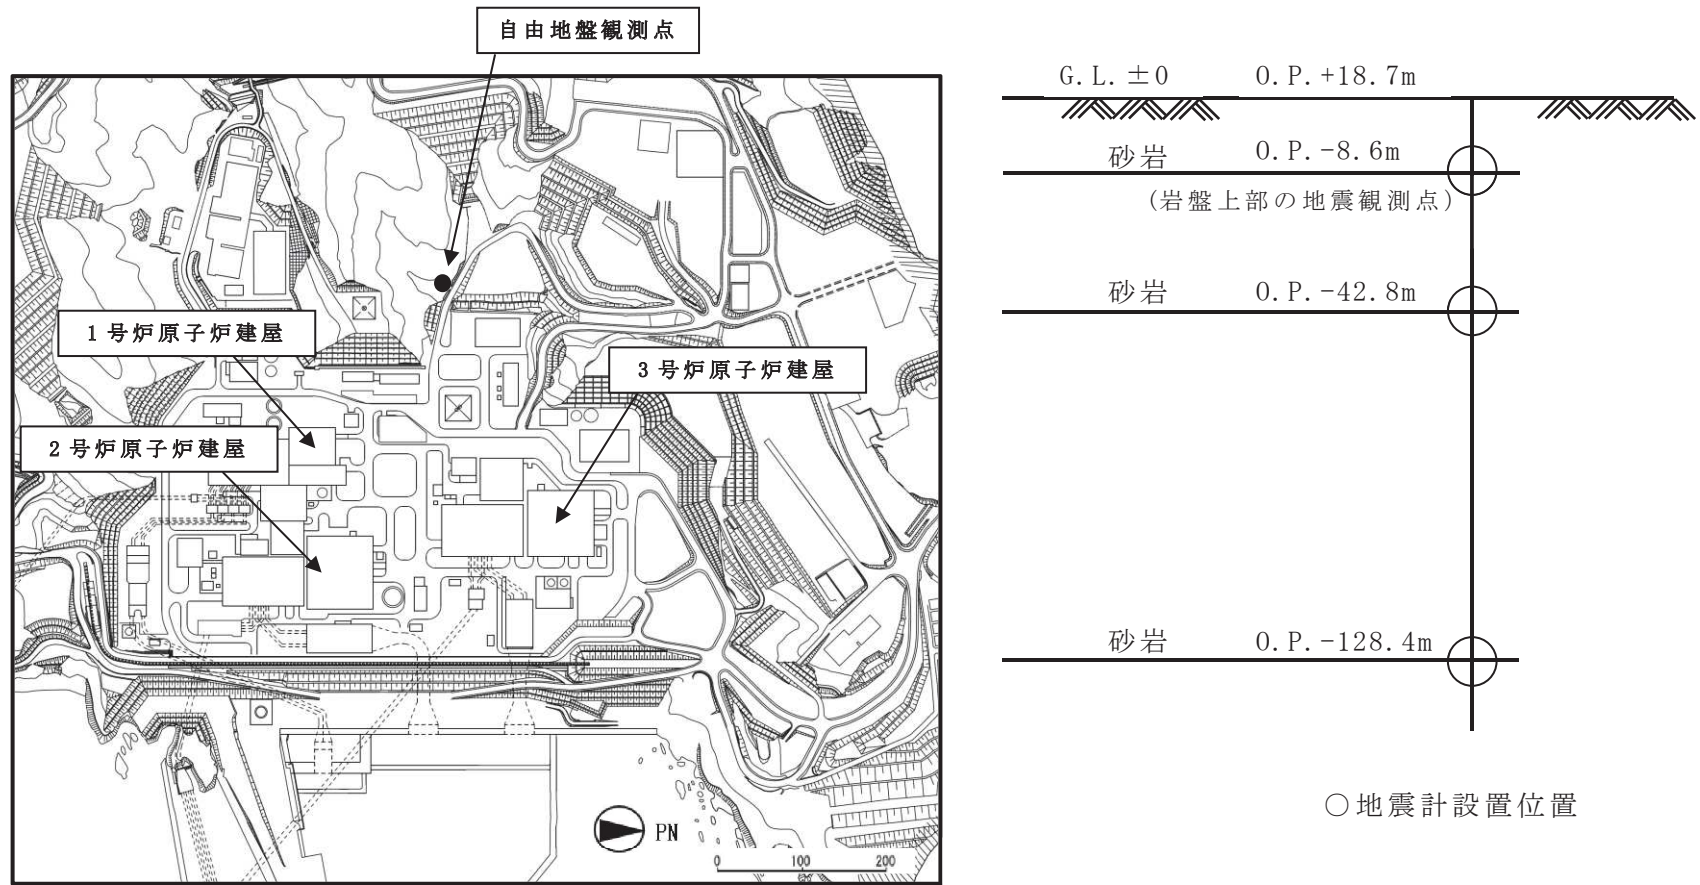 自由地盤観測点
1号炉原子炉建屋
3号炉原子炉建屋
2号炉原子炉建屋
PN
0 100 200
G.L.±0 O.P.+18.7m
砂岩 O.P.-8.6m
(岩盤上部の地震観測点)
砂岩 O.P.-42.8m
砂岩 O.P.-128.4m
○地震計設置位置